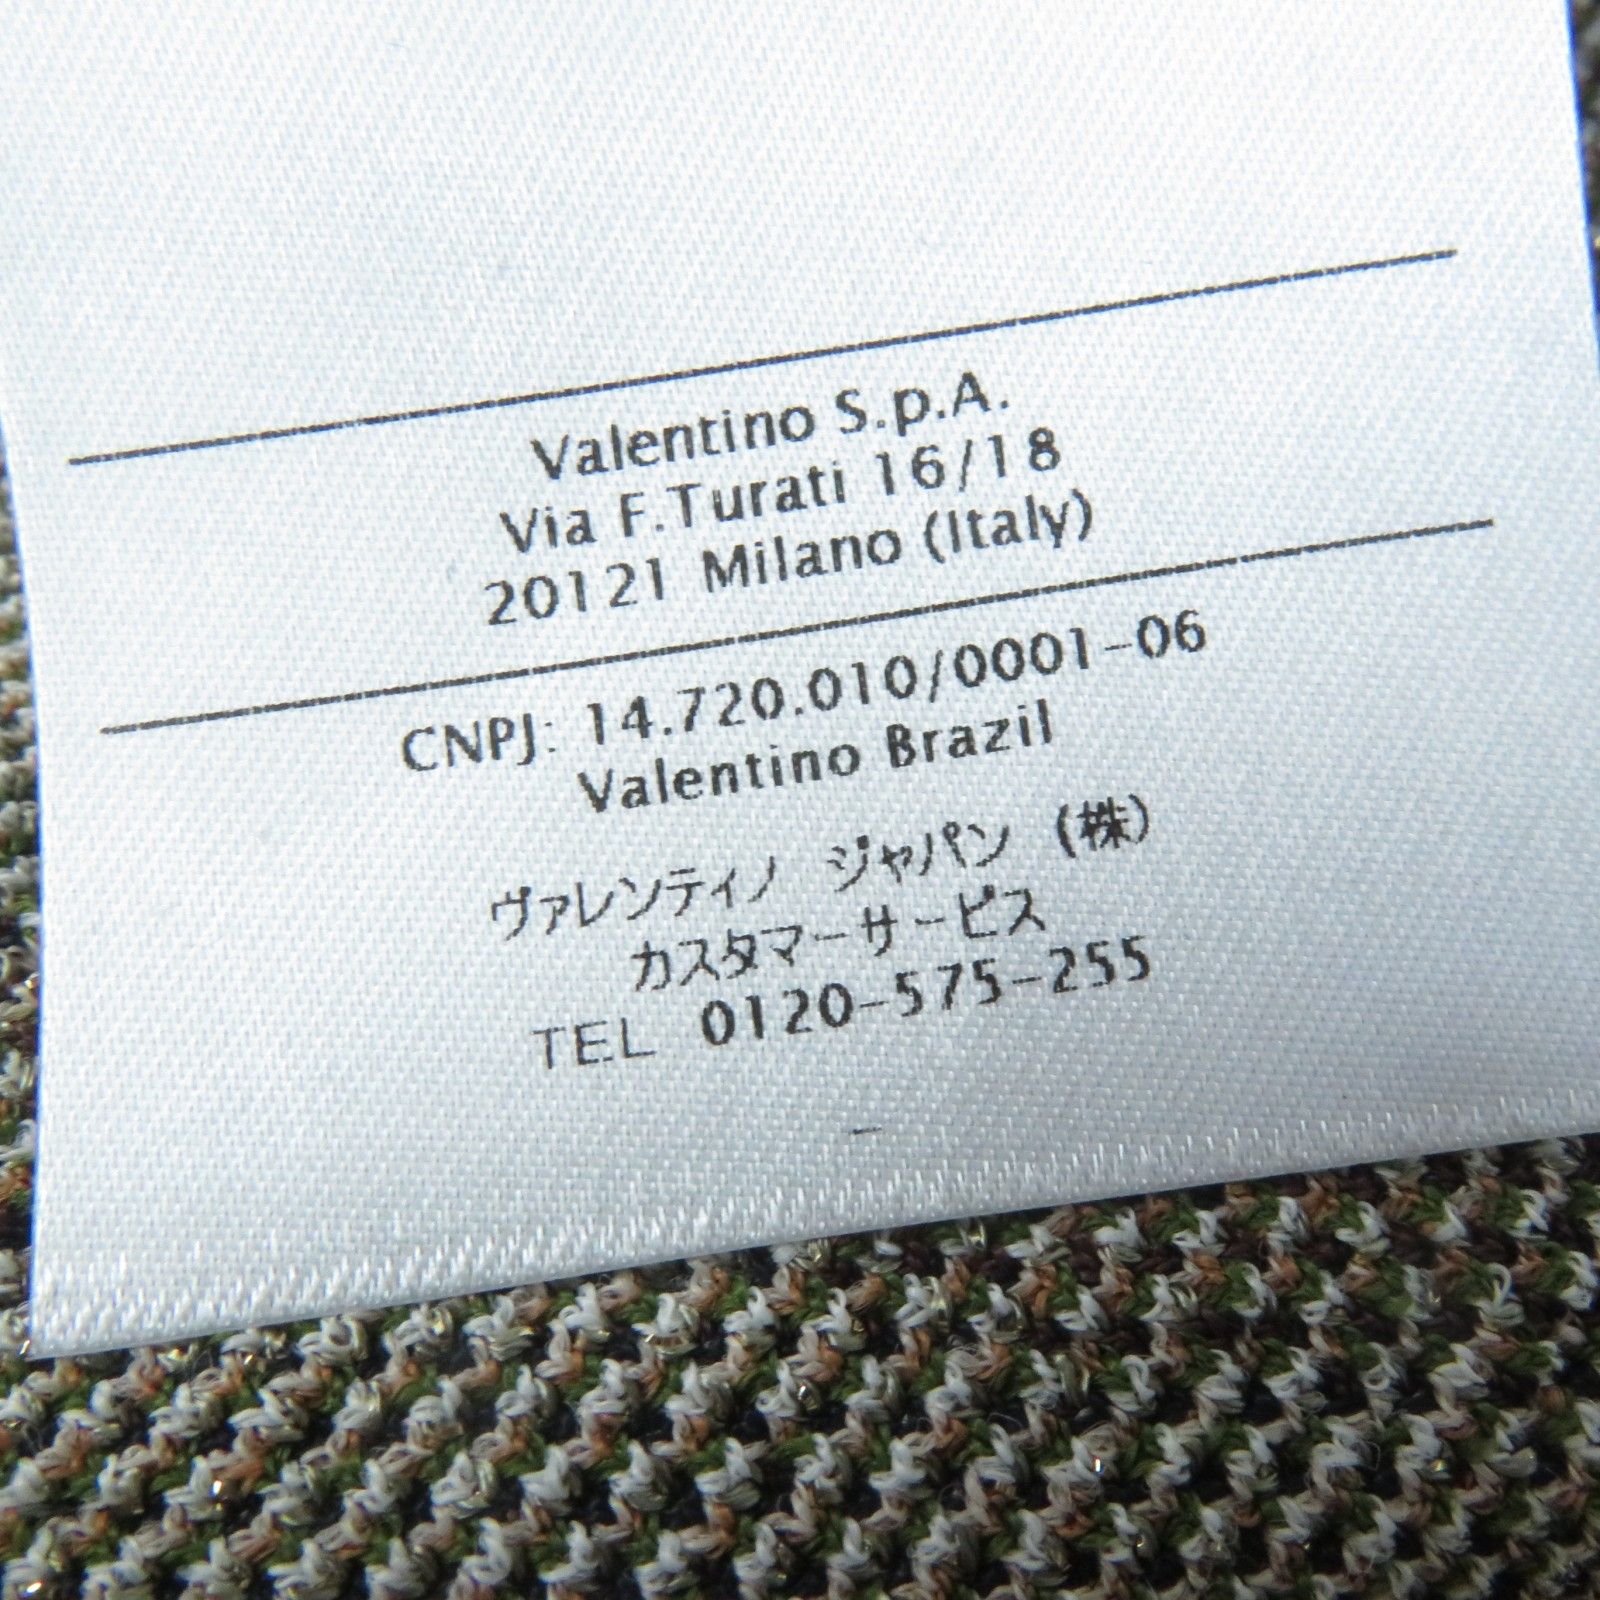 Valentino S.p.A.
Via F.Turati 16/18
20121 Milano (Italy)
CNPJ: 14.720.010/0001-06
Valentino Brazil
ヴァレンティノ ジャパン (株)
カスタマーサービス
TEL 0120-575-255